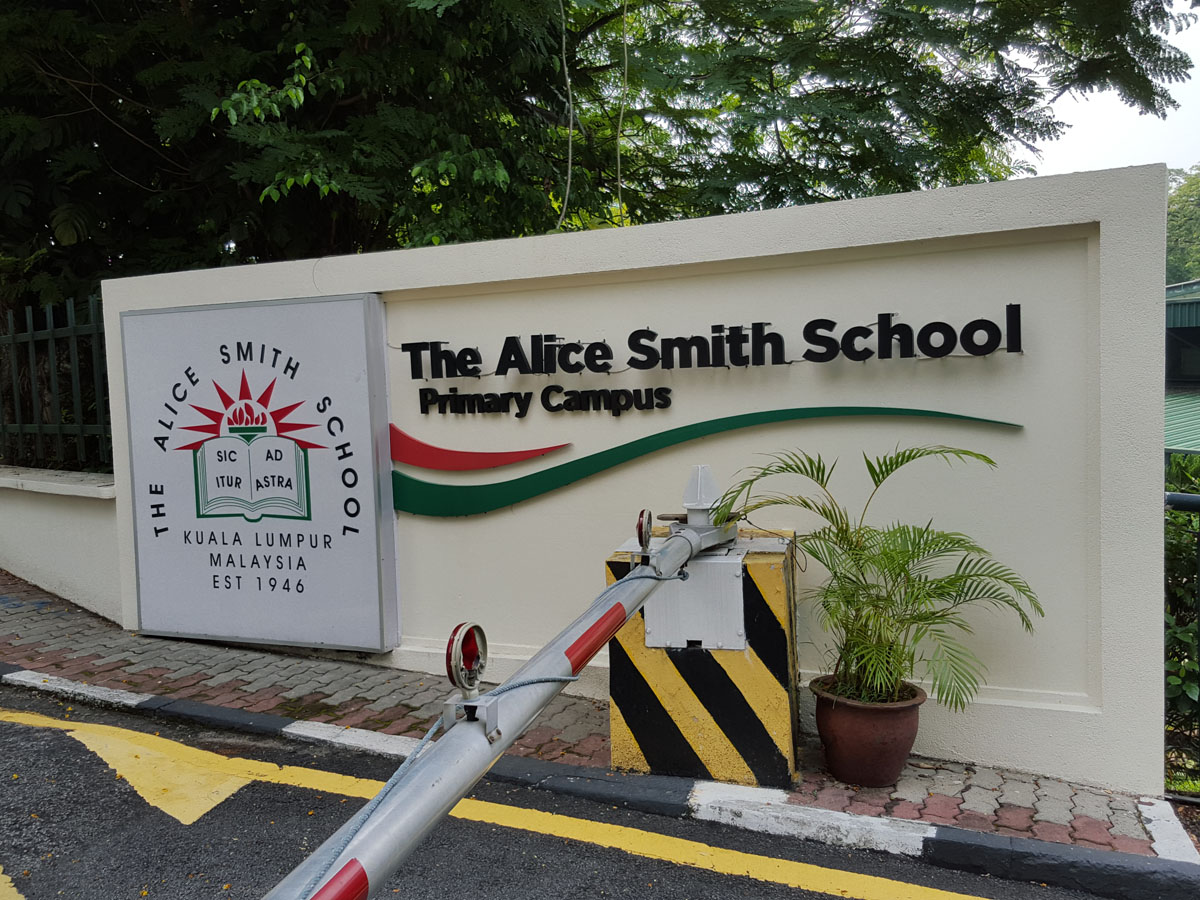 THE ALICE SMITH SCHOOL
SIC AD
ITUR ASTRA
KUALA LUMPUR
MALAYSIA
EST 1946
The Alice Smith School
Primary Campus